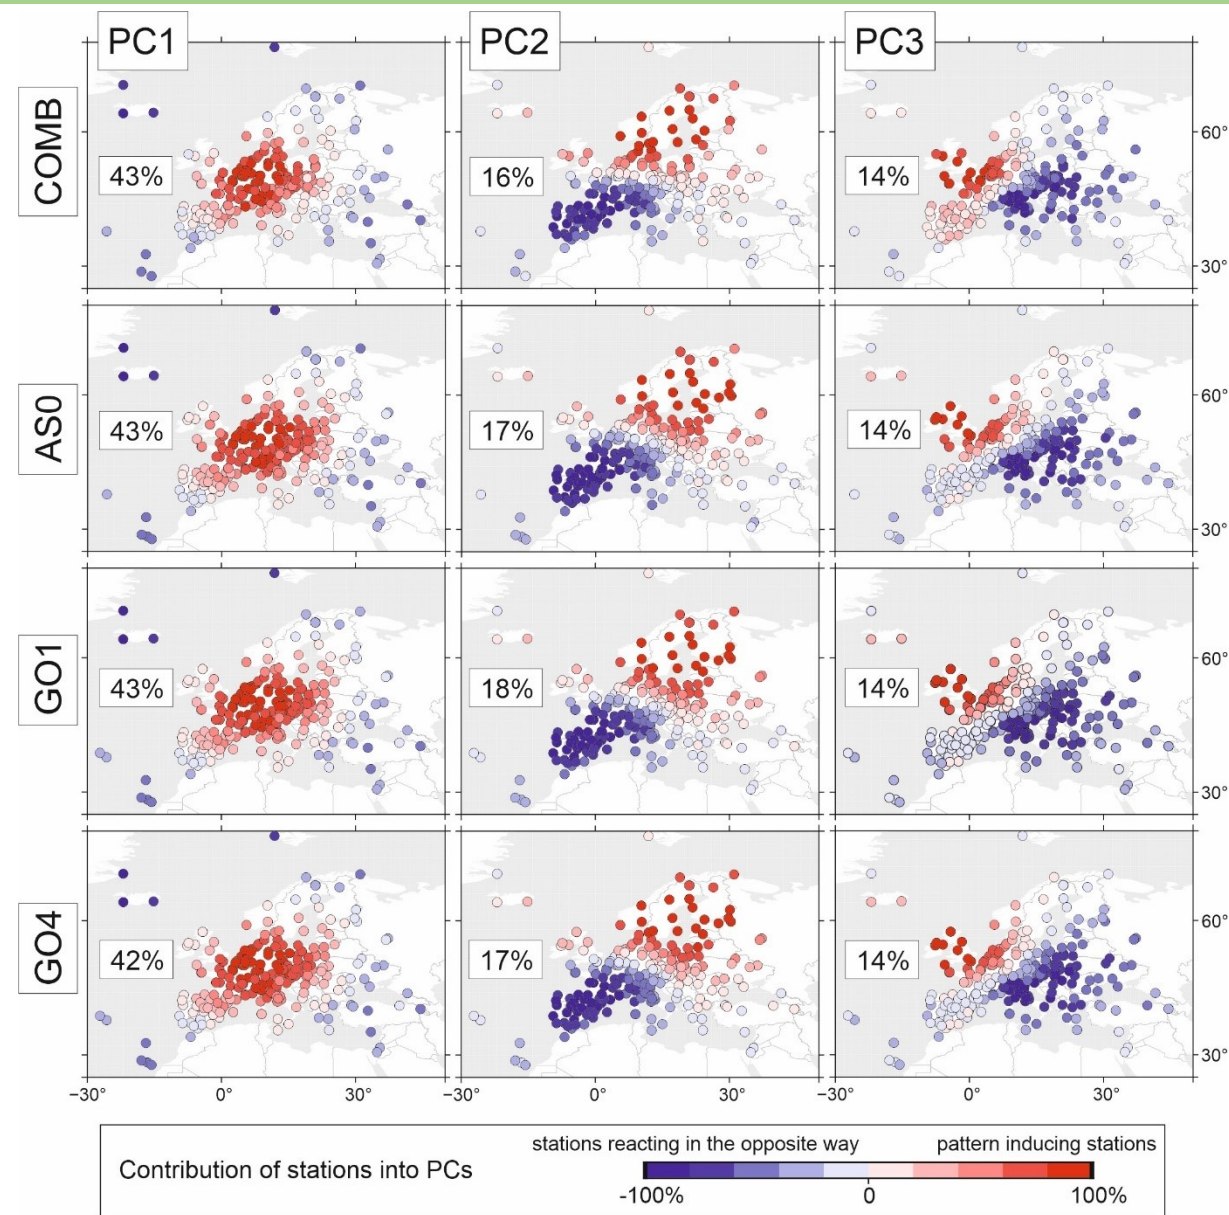 PC1 PC2 PC3
COMB
43% 16% 14%
60°
30°
AS0
43% 17% 14%
60°
30°
GO1
43% 18% 14%
60°
30°
GO4
42% 17% 14%
60°
30°
−30° 0° 30° −30° 0° 30° −30° 0° 30°
stations reacting in the opposite way pattern inducing stations
Contribution of stations into PCs
-100% 0 100%